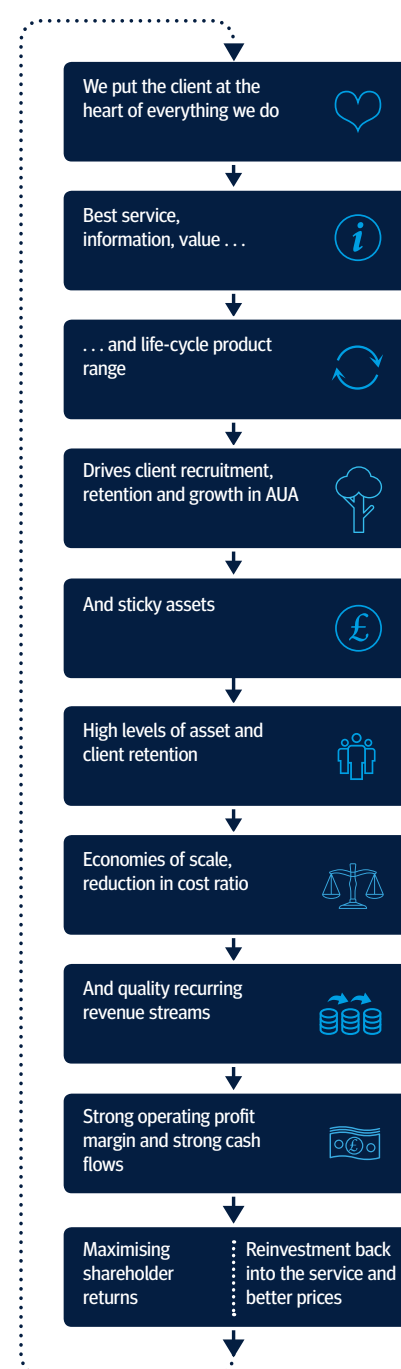 We put the client at the
heart of everything we do
Best service,
information, value . . .
i
. . . and life-cycle product
range
Drives client recruitment,
retention and growth in AUA
And sticky assets
£
High levels of asset and
client retention
Economies of scale,
reduction in cost ratio
And quality recurring
revenue streams
Strong operating profit
margin and strong cash
flows
£
Maximising
shareholder
returns
Reinvestment back
into the service and
better prices